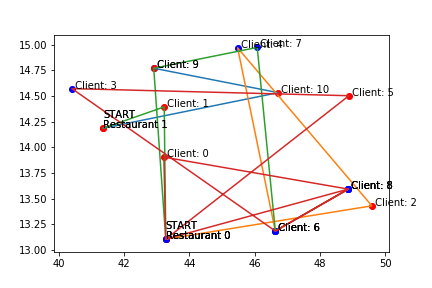 15.00
14.75
14.50
14.25
14.00
13.75
13.50
13.25
13.00
40
42
44
46
48
50
Client: 4
Client: 7
Client: 9
Client: 3
Client: 10
Client: 5
Client: 1
START
Restaurant 1
Client: 0
Client: 8
Client: 2
START
Restaurant 0
Client: 6